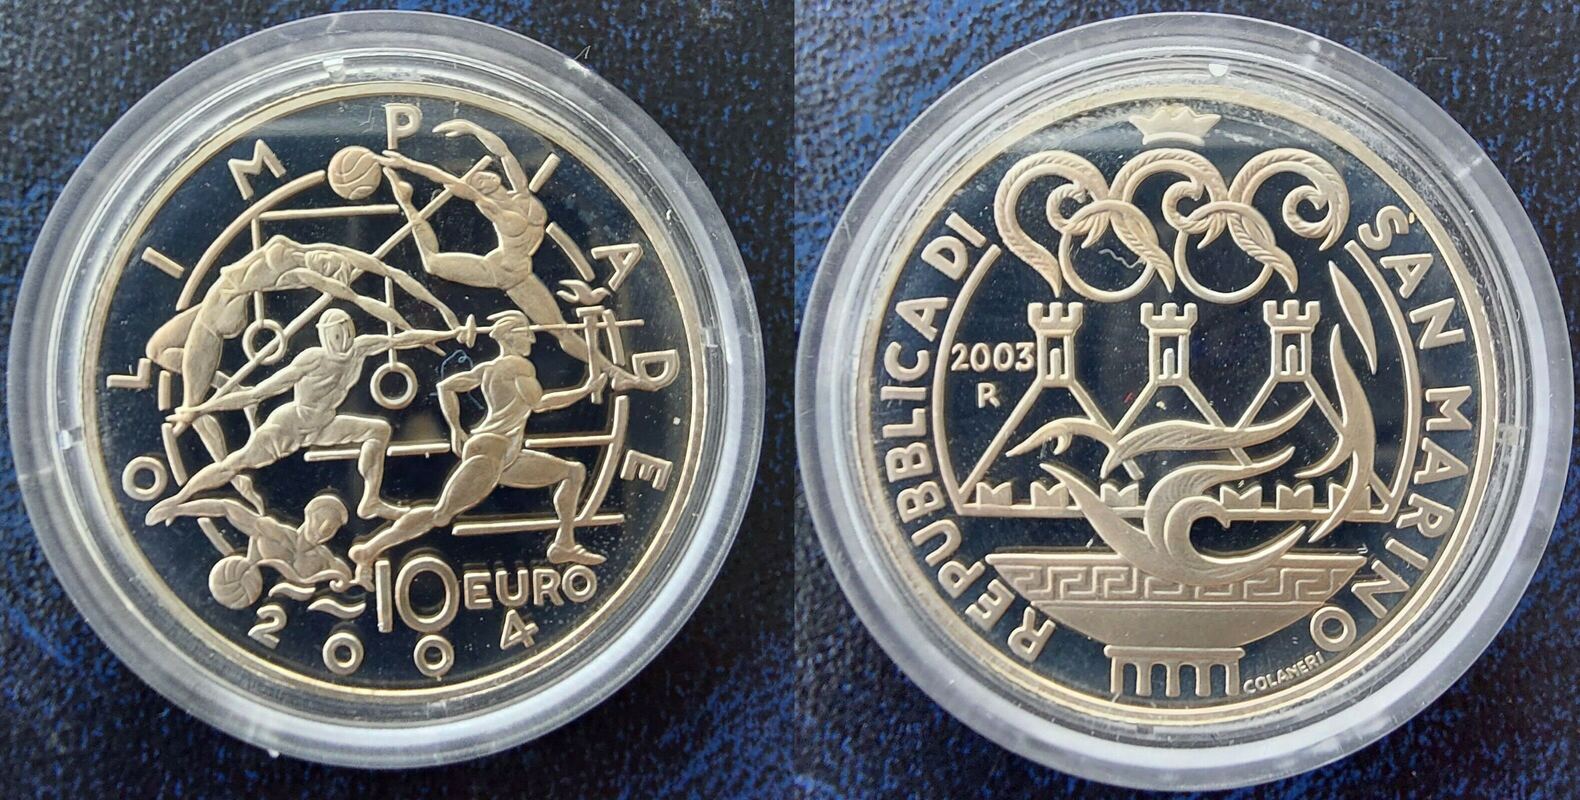 OLIMPIADE
10 EURO
2004
REPUBBLICA DI SAN MARINO
2003
R
COLANERI